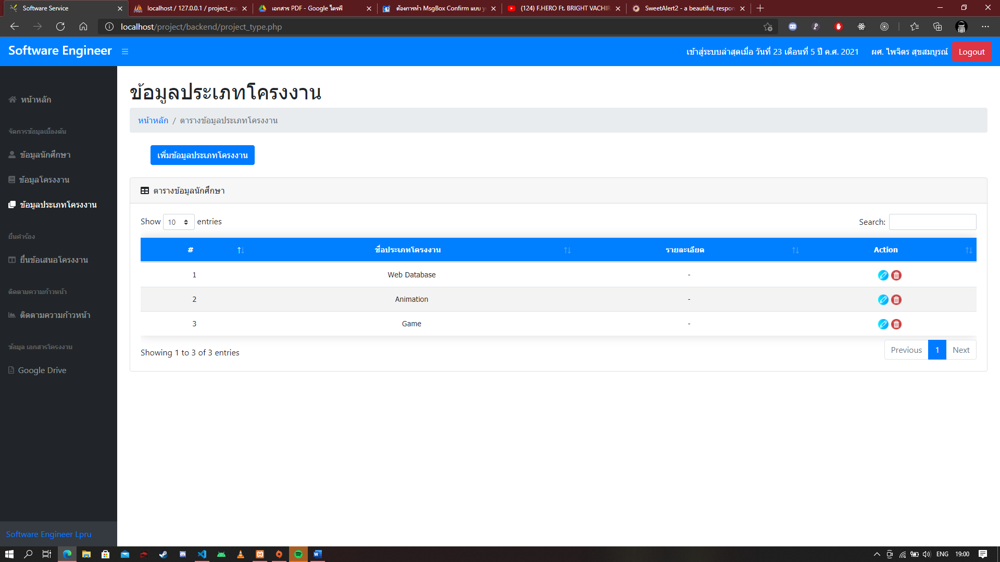 Software Service
localhost / 127.0.0.1 / project_exa
เอกสาร PDF - Google ไดรฟ์
ต้องการทำ MsgBox Confirm แบบ y
(124) F.HERO Ft. BRIGHT VACHIR
SweetAlert2 - a beautiful, respon
localhost/project/backend/project_type.php
Software Engineer
เข้าสู่ระบบล่าสุดเมื่อ วันที่ 23 เดือนที่ 5 ปี ค.ศ. 2021
ผศ. ไพจิตร สุขสมบูรณ์
Logout
หน้าหลัก
จัดการข้อมูลเบื้องต้น
ข้อมูลนักศึกษา
ข้อมูลโครงงาน
ข้อมูลประเภทโครงงาน
ยื่นคำร้อง
ยื่นข้อเสนอโครงงาน
ติดตามความก้าวหน้า
ติดตามความก้าวหน้า
ข้อมูล เอกสารโครงงาน
Google Drive
Software Engineer Lpru
ข้อมูลประเภทโครงงาน
หน้าหลัก / ตารางข้อมูลประเภทโครงงาน
เพิ่มข้อมูลประเภทโครงงาน
ตารางข้อมูลนักศึกษา
Show 10 entries
Search:
# ชื่อประเภทโครงงาน รายละเอียด Action
1 Web Database -
2 Animation -
3 Game -
Showing 1 to 3 of 3 entries
Previous 1 Next
ENG 19:00